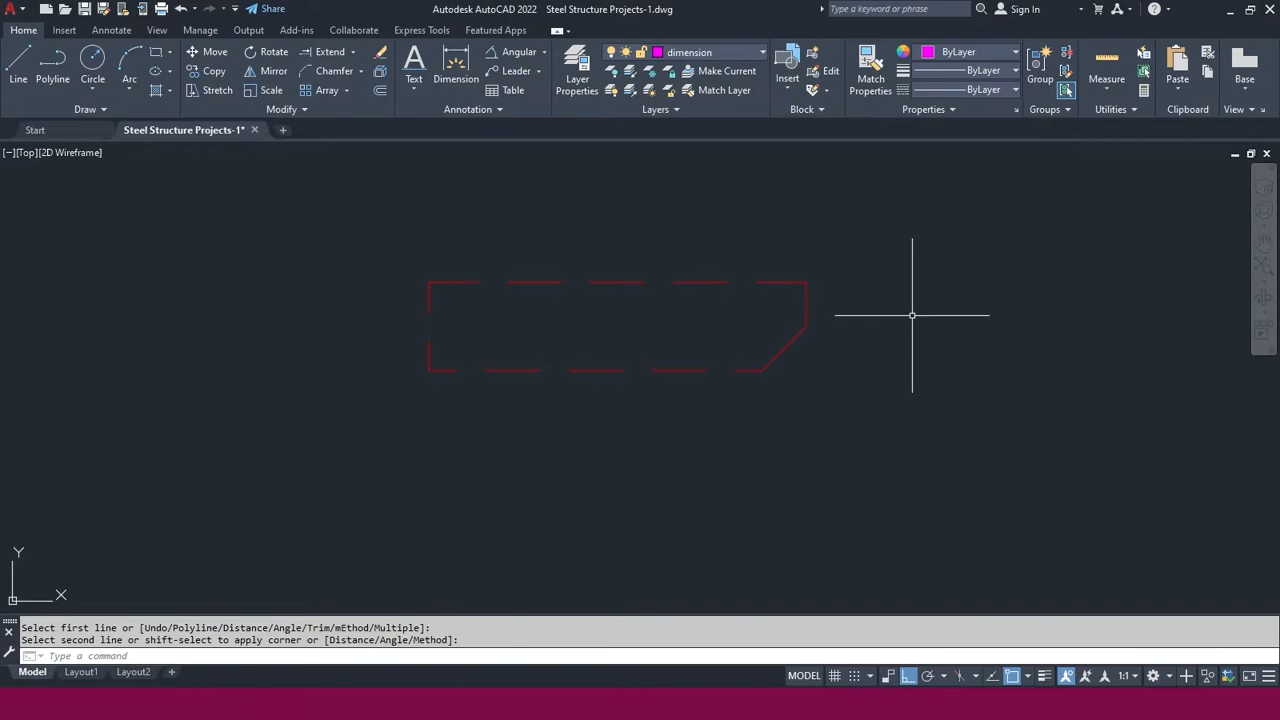 Share Autodesk AutoCAD 2022 Steel Structure Projects-1.dwg Type a keyword or phrase Sign In
Home Insert Annotate View Manage Output Add-ins Collaborate Express Tools Featured Apps
Line Polyline Circle Arc Move Rotate Extend Text Dimension Angular Layer Properties dimension Insert Match Properties ByLayer Group Measure Paste Base
Copy Mirror Chamfer Leader Make Current Edit ByLayer
Stretch Scale Array Table Match Layer ByLayer
Draw Modify Annotation Layers Block Properties Groups Utilities Clipboard View
Start Steel Structure Projects-1*
[−][Top][2D Wireframe]
Y
X
Select first line or [Undo/Polyline/Distance/Angle/Trim/mEthod/Multiple]:
Select second line or shift-select to apply corner or [Distance/Angle/Method]:
Type a command
Model Layout1 Layout2 MODEL 1:1